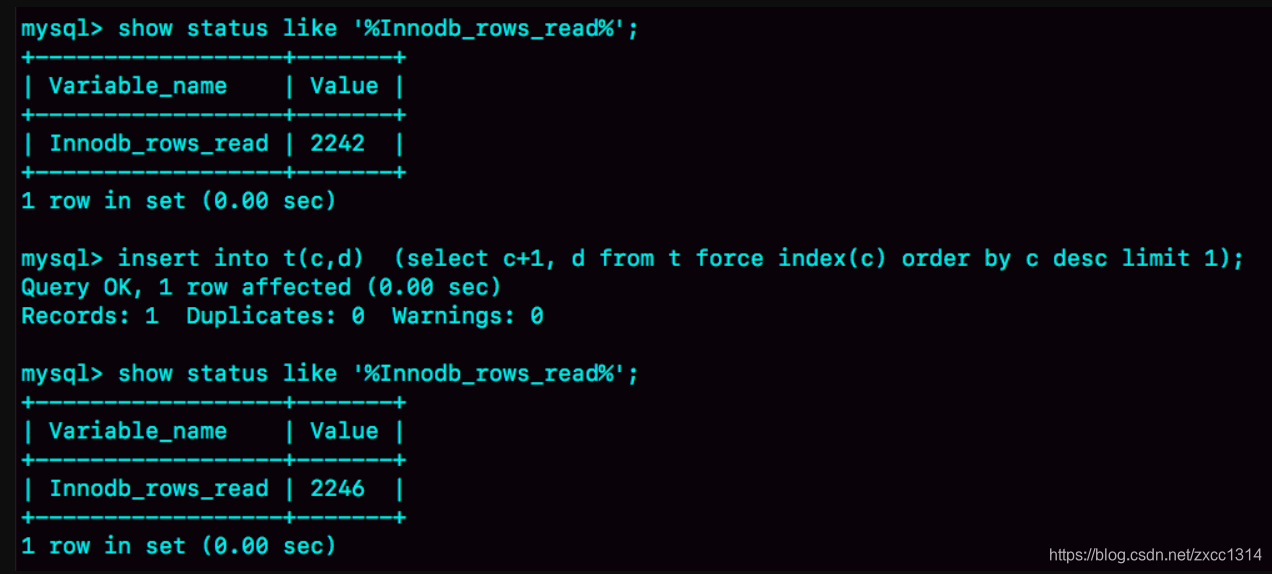 mysql> show status like '%Innodb_rows_read%';
+------------------+-------+
| Variable_name    | Value |
+------------------+-------+
| Innodb_rows_read | 2242  |
+------------------+-------+
1 row in set (0.00 sec)
mysql> insert into t(c,d)  (select c+1, d from t force index(c) order by c desc limit 1);
Query OK, 1 row affected (0.00 sec)
Records: 1  Duplicates: 0  Warnings: 0
mysql> show status like '%Innodb_rows_read%';
+------------------+-------+
| Variable_name    | Value |
+------------------+-------+
| Innodb_rows_read | 2246  |
+------------------+-------+
1 row in set (0.00 sec)
https://blog.csdn.net/zxcc1314